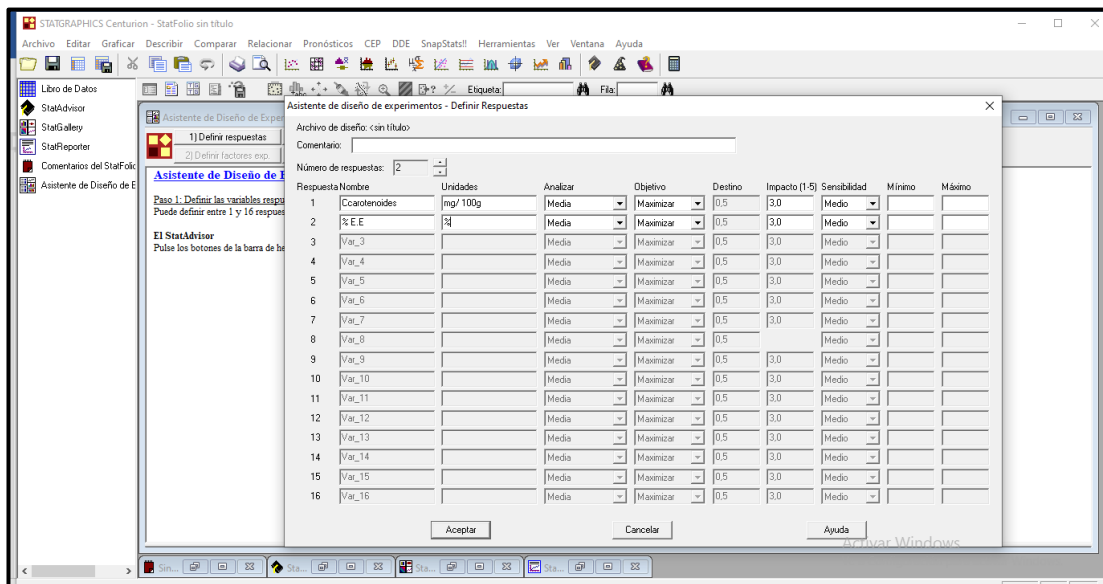 STATGRAPHICS Centurion - StatFolio sin título
Archivo Editar Graficar Describir Comparar Relacionar Pronósticos CEP DDE SnapStats!! Herramientas Ver Ventana Ayuda
Etiqueta: Fila:
Libro de Datos
StatAdvisor
StatGallery
StatReporter
Comentarios del StatFolio
Asistente de Diseño de E
Asistente de Diseño de Exper
1) Definir respuestas
2) Definir factores exp.
Asistente de Diseño de E
Paso 1: Definir las variables respu
Puede definir entre 1 y 16 respues
El StatAdvisor
Pulse los botones de la barra de he
Asistente de diseño de experimentos - Definir Respuestas
Archivo de diseño: <sin título>
Comentario:
Número de respuestas: 2
Respuesta Nombre Unidades Analizar Objetivo Destino Impacto (1-5) Sensibilidad Mínimo Máximo
1 Ccarotenoides mg/ 100g Media Maximizar 0,5 3,0 Medio
2 % E.E % Media Maximizar 0,5 3,0 Medio
3 Var_3 Media Maximizar 0,5 3,0 Medio
4 Var_4 Media Maximizar 0,5 3,0 Medio
5 Var_5 Media Maximizar 0,5 3,0 Medio
6 Var_6 Media Maximizar 0,5 3,0 Medio
7 Var_7 Media Maximizar 0,5 3,0 Medio
8 Var_8 Media Maximizar 0,5 Medio
9 Var_9 Media Maximizar 0,5 3,0 Medio
10 Var_10 Media Maximizar 0,5 3,0 Medio
11 Var_11 Media Maximizar 0,5 3,0 Medio
12 Var_12 Media Maximizar 0,5 3,0 Medio
13 Var_13 Media Maximizar 0,5 3,0 Medio
14 Var_14 Media Maximizar 0,5 3,0 Medio
15 Var_15 Media Maximizar 0,5 3,0 Medio
16 Var_16 Media Maximizar 0,5 3,0 Medio
Aceptar Cancelar Ayuda
Activar Windows
Sin... Sta... Sta... Sta...